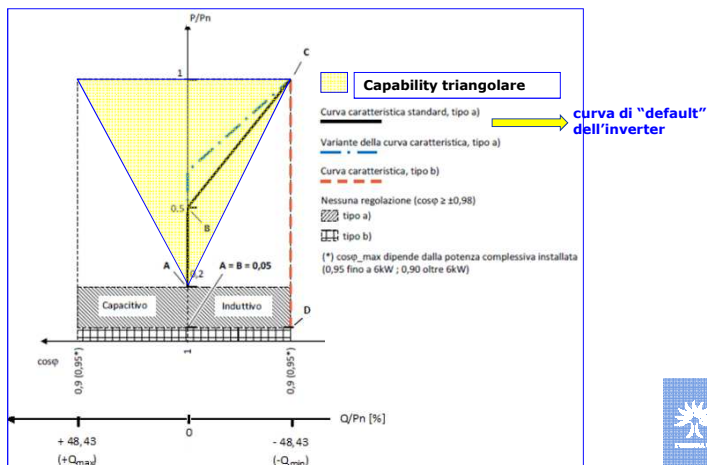 P/Pn
C
1
Capability triangolare
Curva caratteristica standard, tipo a)
curva di "default"
dell'inverter
Variante della curva caratteristica, tipo a)
Curva caratteristica, tipo b)
Nessuna regolazione (cosφ ≥ ±0,98)
0.5
B
tipo a)
tipo b)
(*) cosφ_max dipende dalla potenza complessiva installata
(0,95 fino a 6kW ; 0,90 oltre 6kW)
A
0,2
A = B = 0,05
Capacitivo
Induttivo
D
cosφ
0,9 (0,95*)
1
0,9 (0,95*)
Q/Pn [%]
+ 48,43
0
- 48,43
(+Qmax)
(-Qmin)